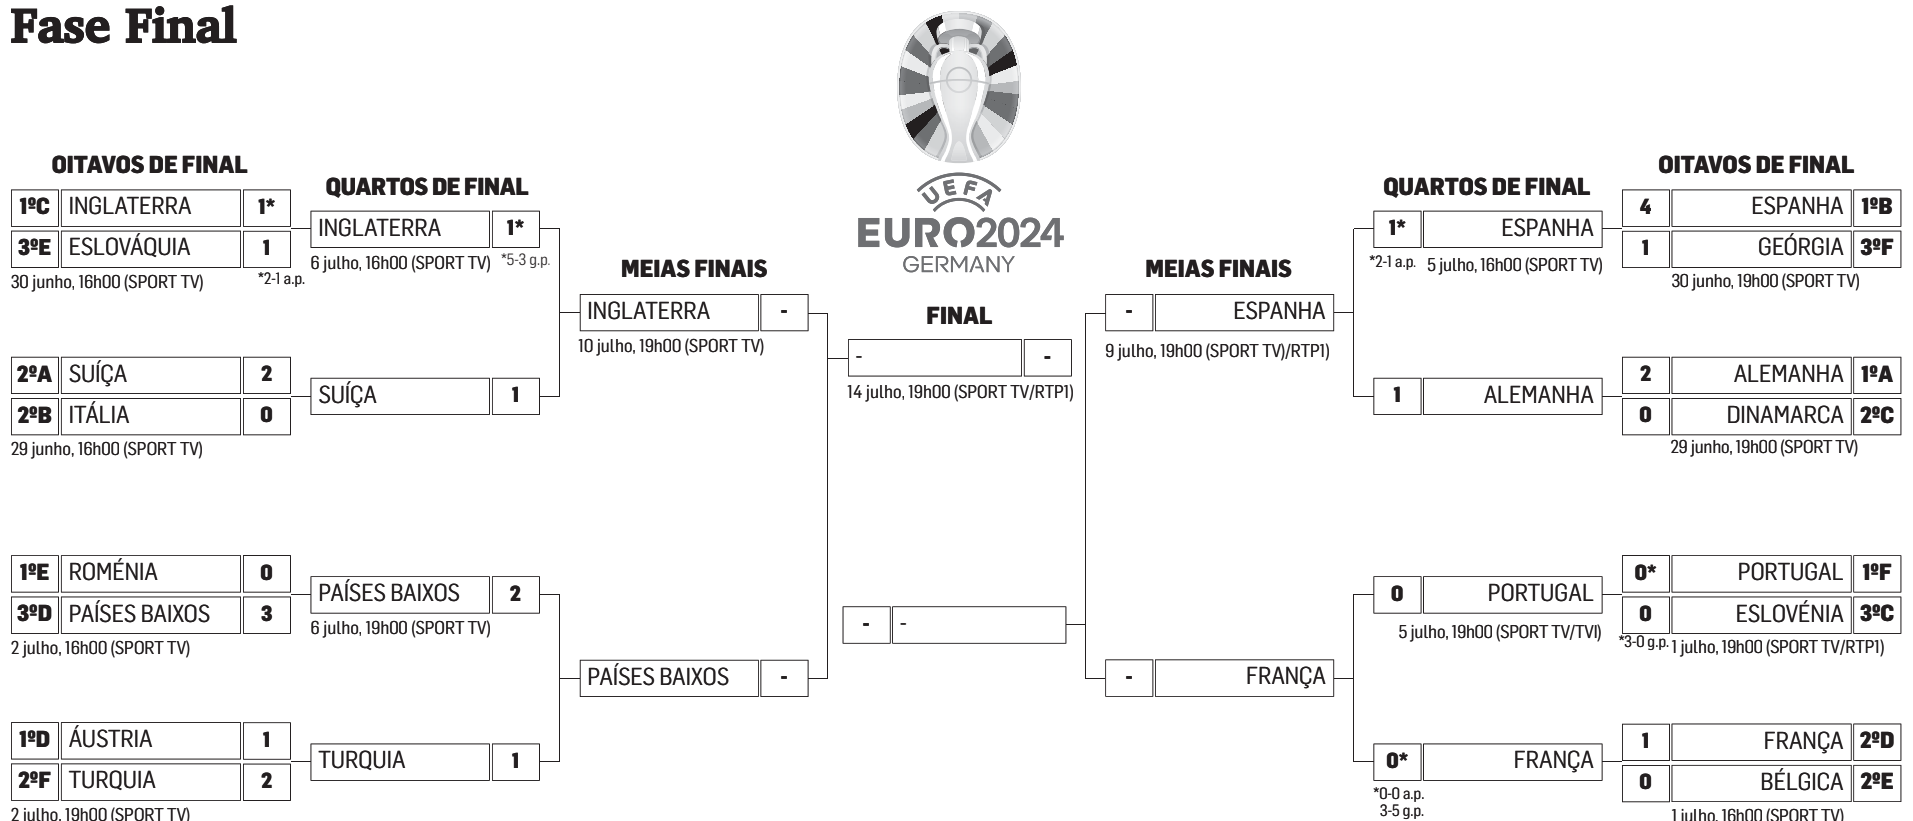 Fase Final
OITAVOS DE FINAL
1ºC INGLATERRA 1*
3ºE ESLOVÁQUIA 1
30 junho, 16h00 (SPORT TV) *2-1 a.p.
2ºA SUÍÇA 2
2ºB ITÁLIA 0
29 junho, 16h00 (SPORT TV)
1ºE ROMÉNIA 0
3ºD PAÍSES BAIXOS 3
2 julho, 16h00 (SPORT TV)
1ºD ÁUSTRIA 1
2ºF TURQUIA 2
2 julho, 19h00 (SPORT TV)
QUARTOS DE FINAL
INGLATERRA 1*
6 julho, 16h00 (SPORT TV) *5-3 g.p.
SUÍÇA 1
PAÍSES BAIXOS 2
6 julho, 19h00 (SPORT TV)
TURQUIA 1
MEIAS FINAIS
INGLATERRA -
10 julho, 19h00 (SPORT TV)
PAÍSES BAIXOS -
UEFA
EURO2024
GERMANY
FINAL
- -
14 julho, 19h00 (SPORT TV/RTP1)
- -
MEIAS FINAIS
- ESPANHA
9 julho, 19h00 (SPORT TV)/RTP1)
- FRANÇA
QUARTOS DE FINAL
1* ESPANHA
*2-1 a.p. 5 julho, 16h00 (SPORT TV)
1 ALEMANHA
0 PORTUGAL
5 julho, 19h00 (SPORT TV/TVI)
0* FRANÇA
*0-0 a.p.
3-5 g.p.
OITAVOS DE FINAL
4 ESPANHA 1ºB
1 GEÓRGIA 3ºF
30 junho, 19h00 (SPORT TV)
2 ALEMANHA 1ºA
0 DINAMARCA 2ºC
29 junho, 19h00 (SPORT TV)
0* PORTUGAL 1ºF
0 ESLOVÉNIA 3ºC
*3-0 g.p. 1 julho, 19h00 (SPORT TV/RTP1)
1 FRANÇA 2ºD
0 BÉLGICA 2ºE
1 julho, 16h00 (SPORT TV)